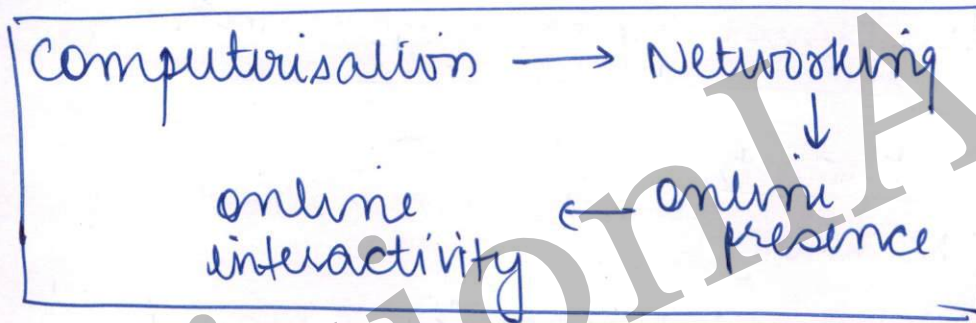 Computerisation → Networking
↓
online ← online
interactivity presence